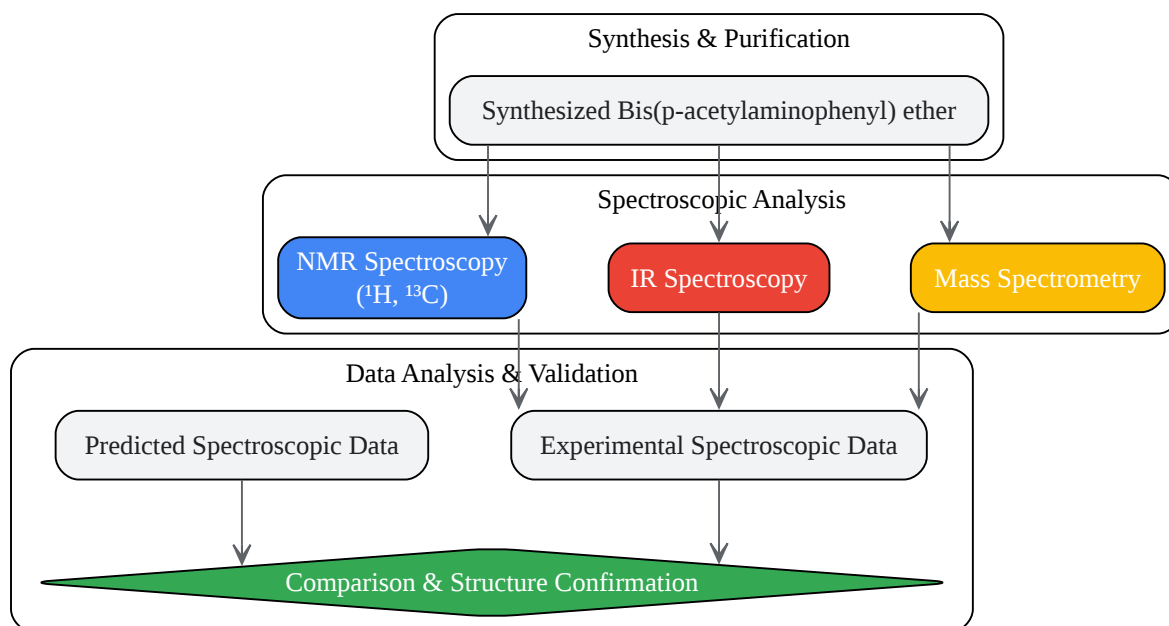 Synthesis & Purification
Synthesized Bis(p-acetylaminophenyl) ether
Spectroscopic Analysis
NMR Spectroscopy
(¹H, ¹³C)
IR Spectroscopy
Mass Spectrometry
Data Analysis & Validation
Predicted Spectroscopic Data
Experimental Spectroscopic Data
Comparison & Structure Confirmation